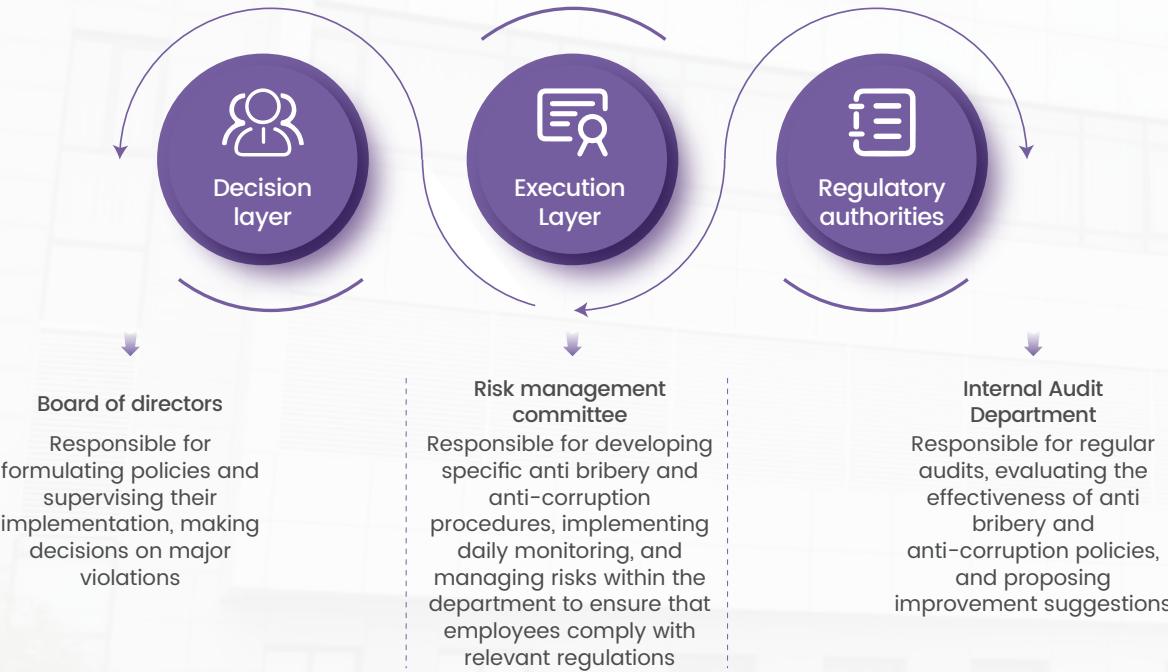 Decision
layer
Execution
Layer
Regulatory
authorities
Board of directors
Responsible for
formulating policies and
supervising their
implementation, making
decisions on major
violations
Risk management
committee
Responsible for developing
specific anti bribery and
anti-corruption
procedures, implementing
daily monitoring, and
managing risks within the
department to ensure that
employees comply with
relevant regulations
Internal Audit
Department
Responsible for regular
audits, evaluating the
effectiveness of anti
bribery and
anti-corruption policies,
and proposing
improvement suggestions